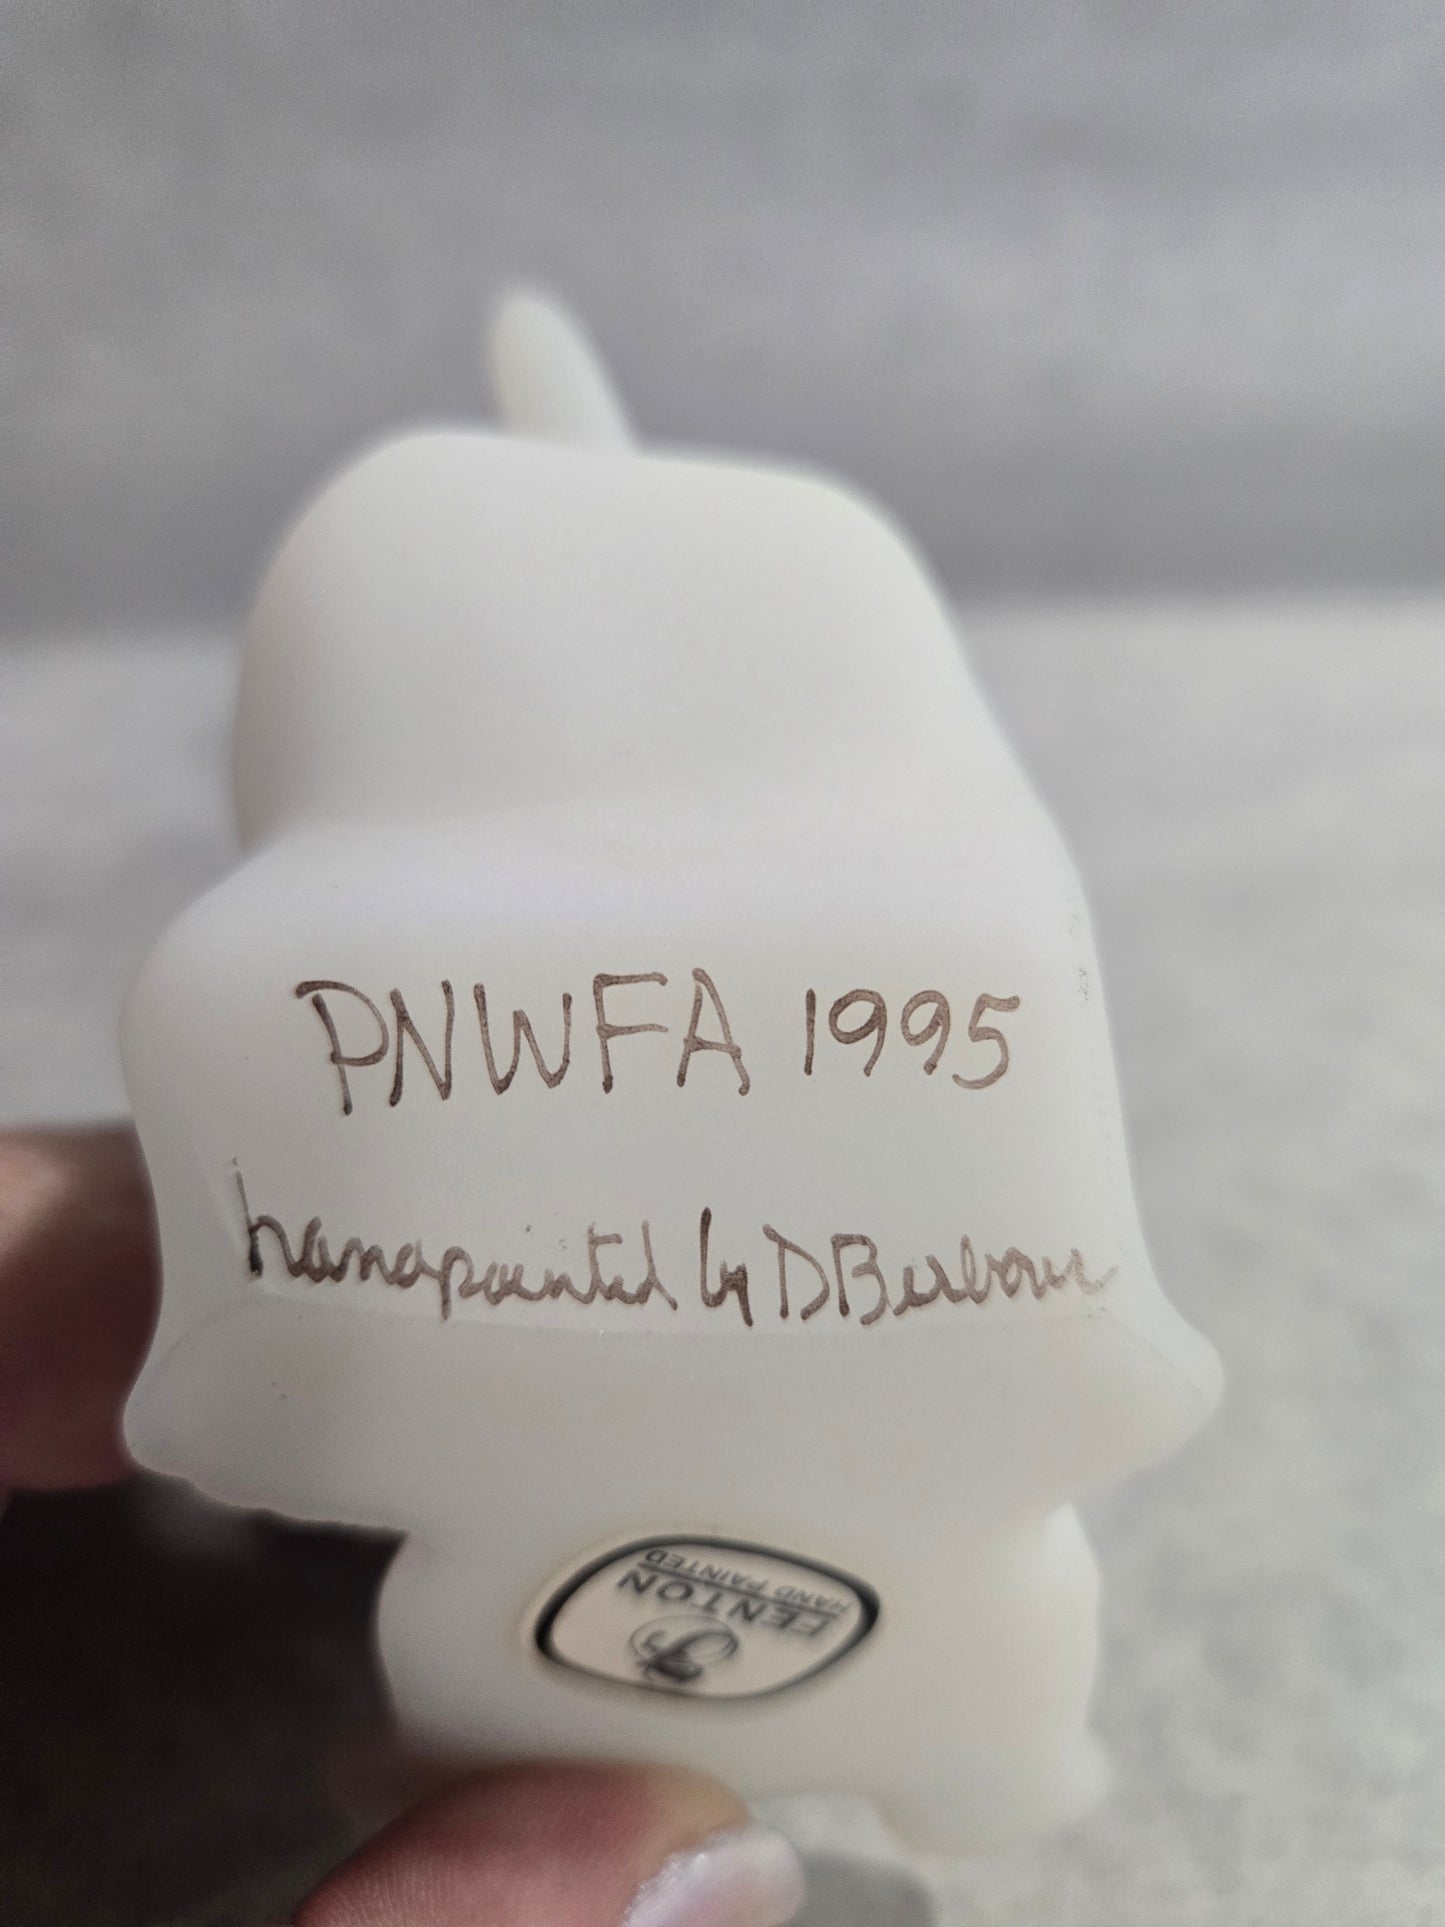 PNWFA 1995
handpainted by D Barbour
FENTON
HAND PAINTED